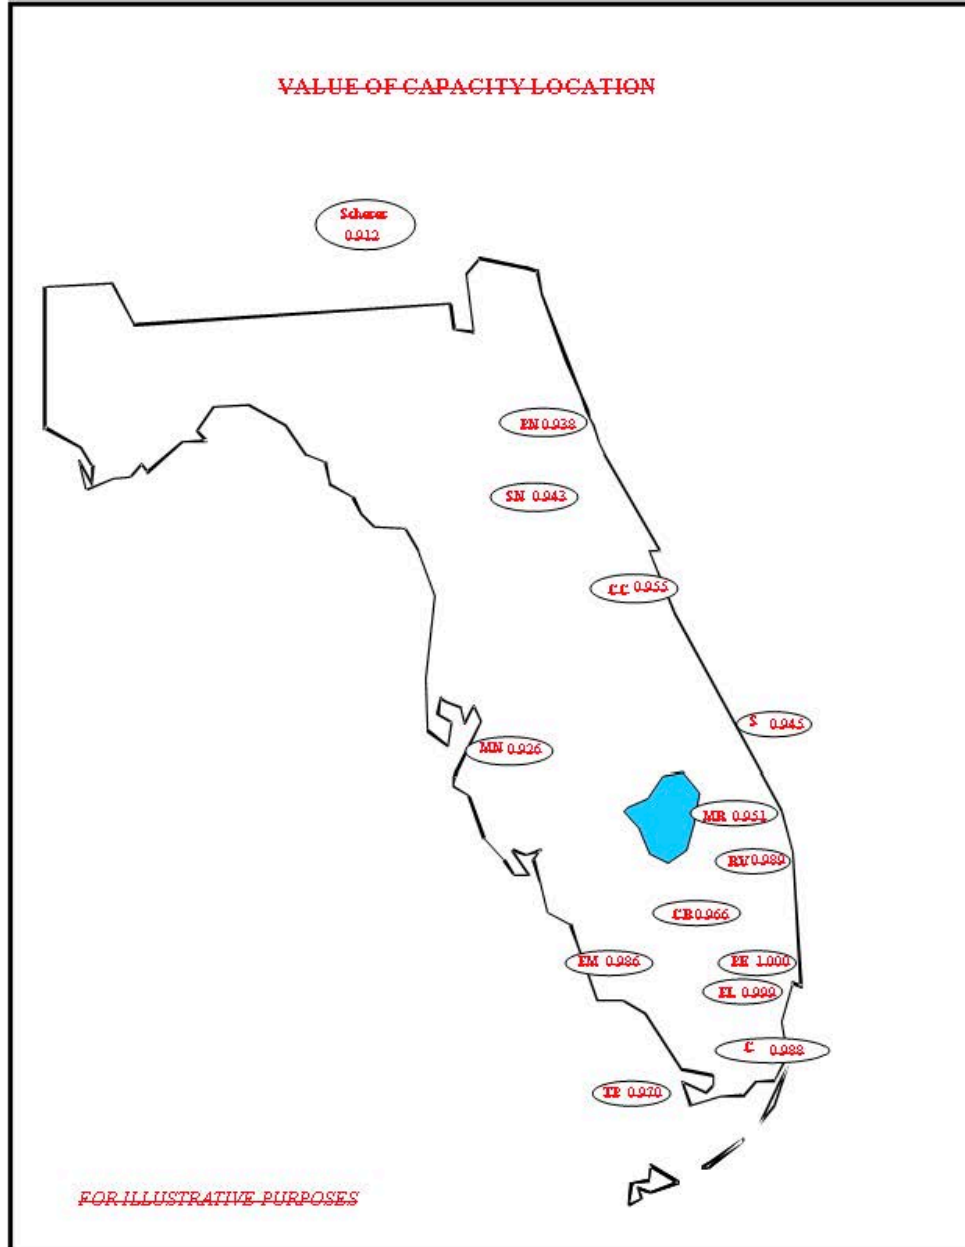 VALUE OF CAPACITY LOCATION
Scherer
0.912
PN 0.938
SN 0.943
CC 0.955
S 0.945
MN 0.926
MR 0.951
RV 0.989
CB 0.966
FM 0.986
PE 1.000
FL 0.999
C 0.988
TP 0.970
FOR ILLUSTRATIVE PURPOSES